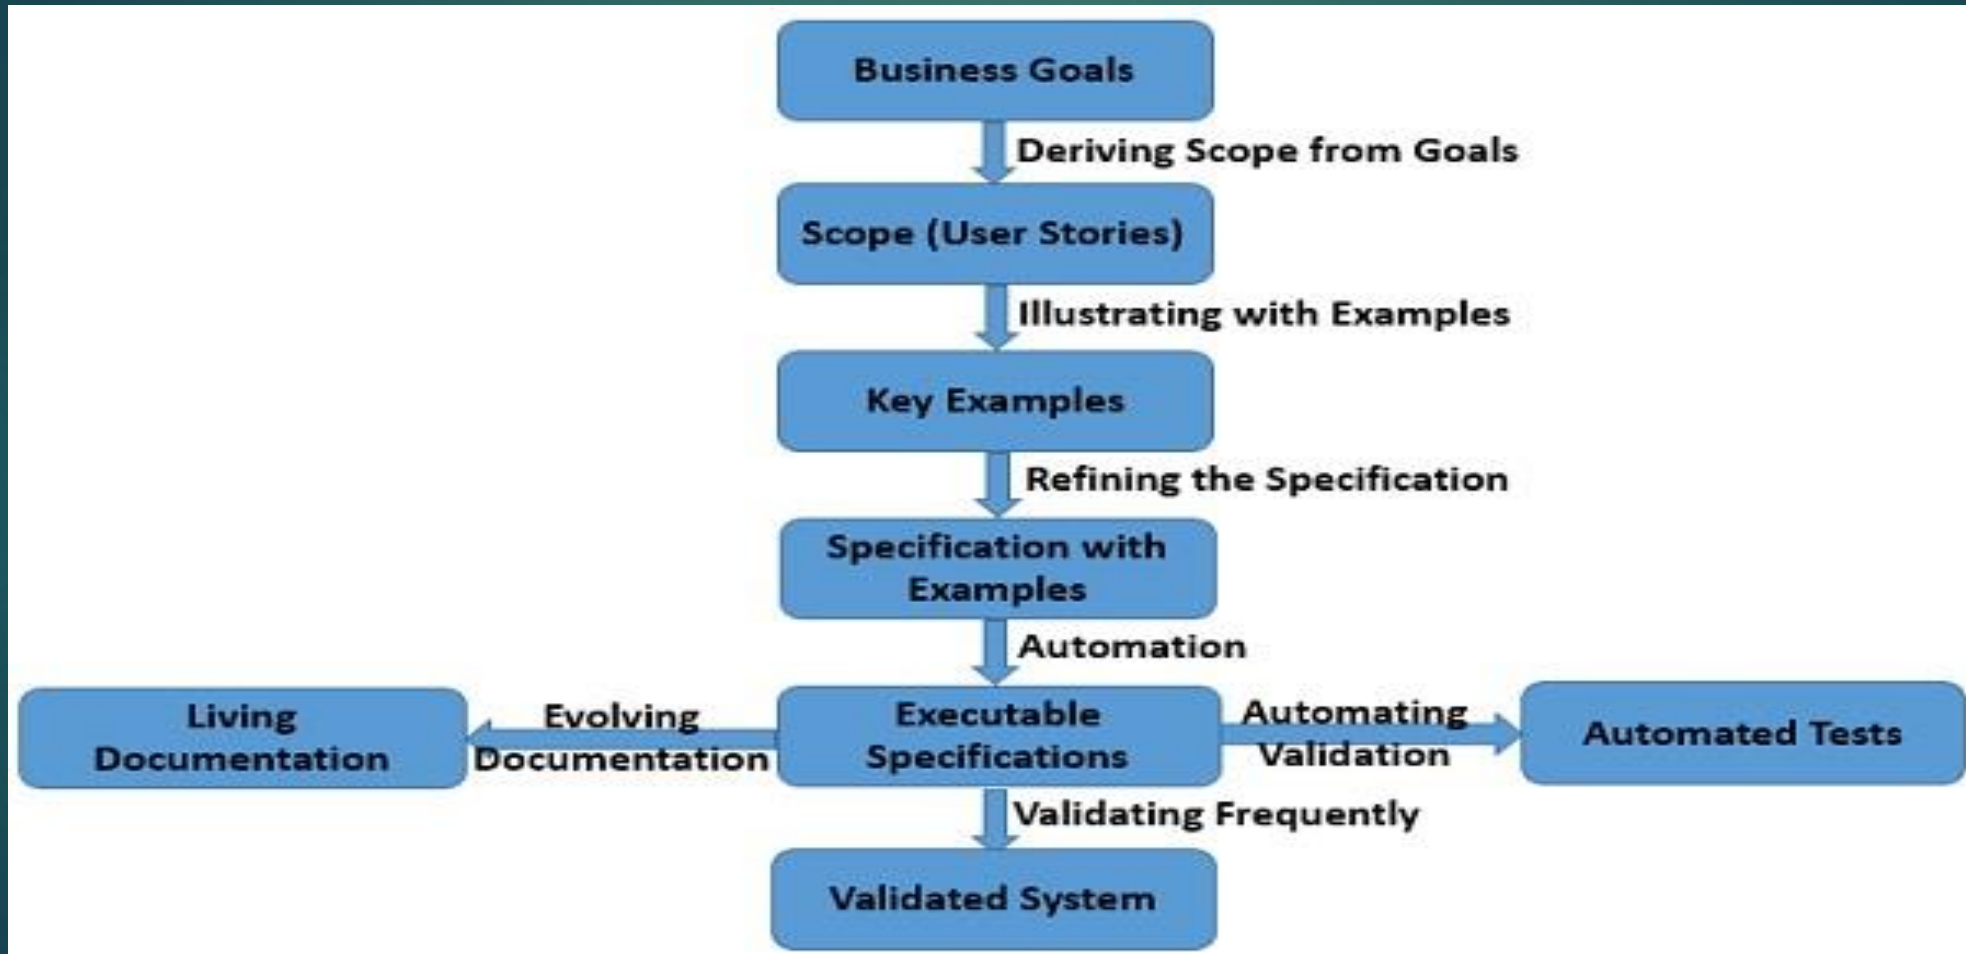 Business Goals
Deriving Scope from Goals
Scope (User Stories)
Illustrating with Examples
Key Examples
Refining the Specification
Specification with
Examples
Automation
Living
Documentation
Evolving
Documentation
Executable
Specifications
Automating
Validation
Automated Tests
Validating Frequently
Validated System